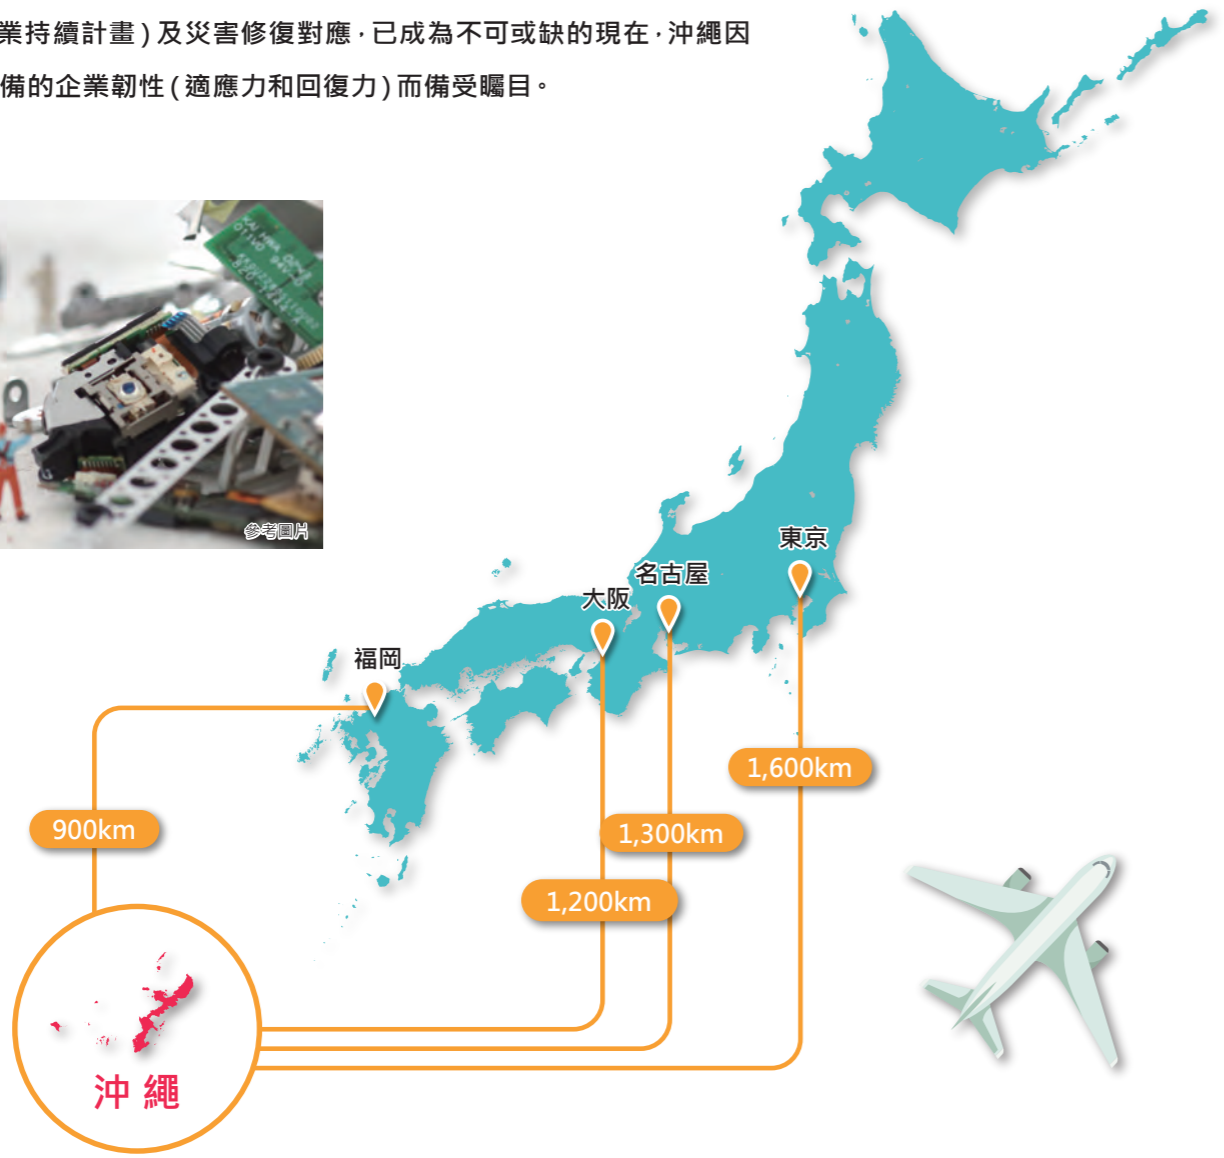 業持續計畫)及災害修復對應,已成為不可或缺的現在,沖繩因
備的企業韌性(適應力和回復力)而備受矚目。
參考圖片
東京
名古屋
大阪
福岡
1,600km
900km
1,300km
1,200km
沖繩